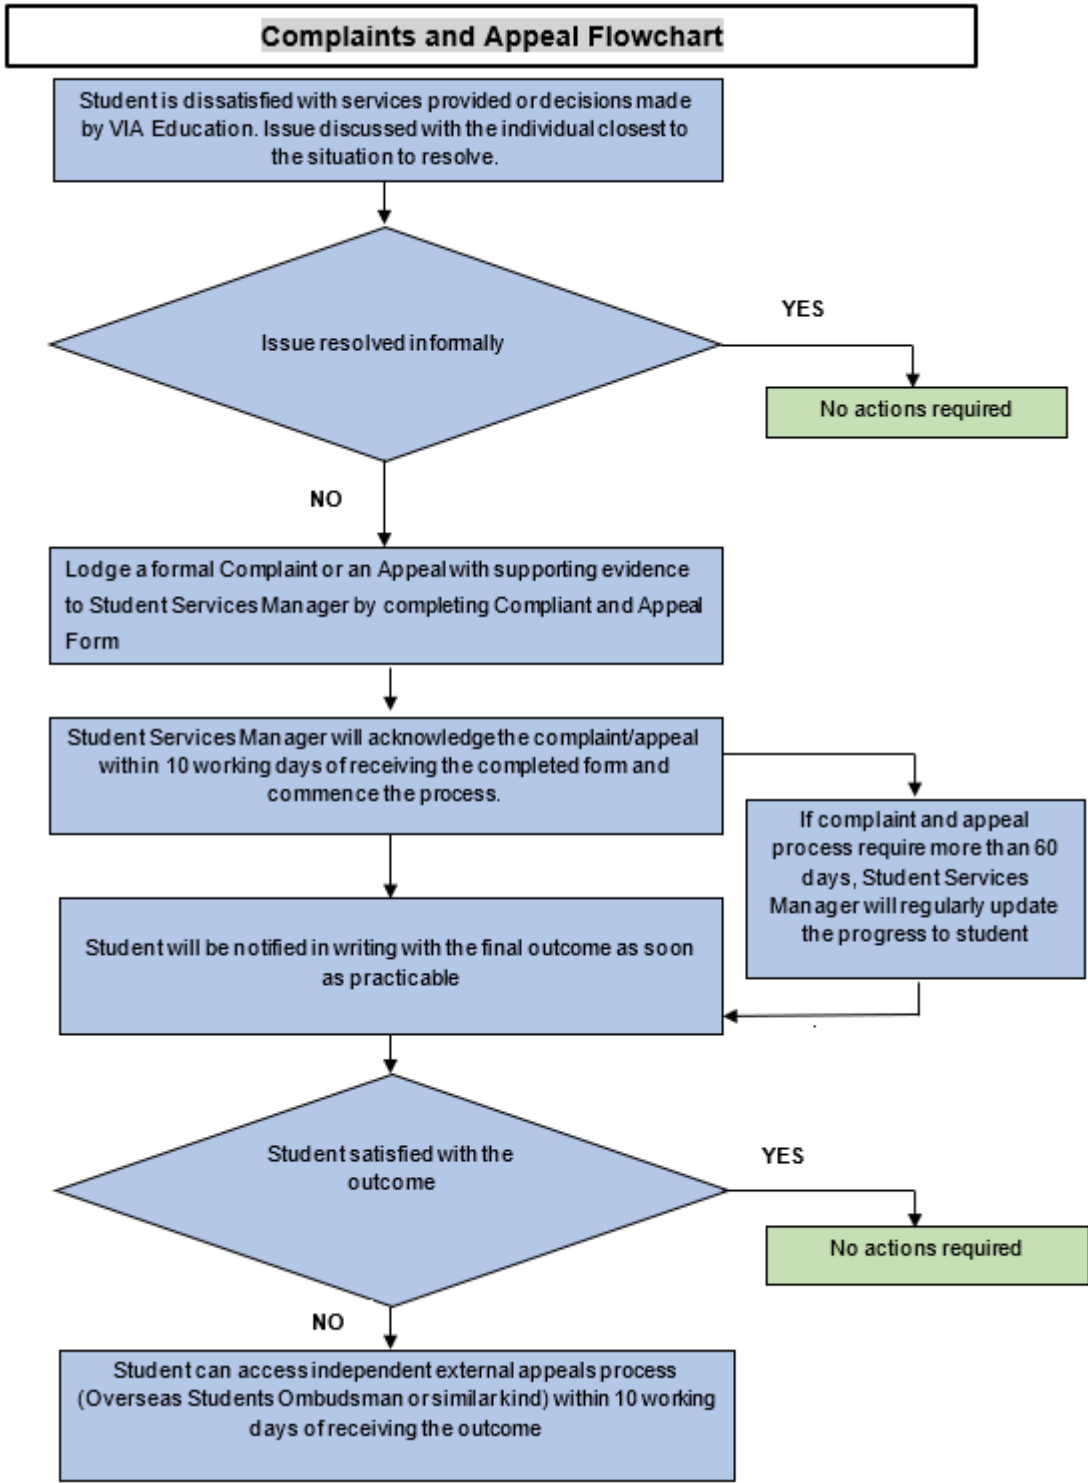 Complaints and Appeal Flowchart
Student is dissatisfied with services provided or decisions made
by VIA Education. Issue discussed with the individual closest to
the situation to resolve.
Issue resolved informally
YES
No actions required
NO
Lodge a formal Complaint or an Appeal with supporting evidence
to Student Services Manager by completing Compliant and Appeal
Form
Student Services Manager will acknowledge the complaint/appeal
within 10 working days of receiving the completed form and
commence the process.
If complaint and appeal
process require more than 60
days, Student Services
Manager will regularly update
the progress to student
Student will be notified in writing with the final outcome as soon
as practicable
Student satisfied with the
outcome
YES
No actions required
NO
Student can access independent external appeals process
(Overseas Students Ombudsman or similar kind) within 10 working
days of receiving the outcome